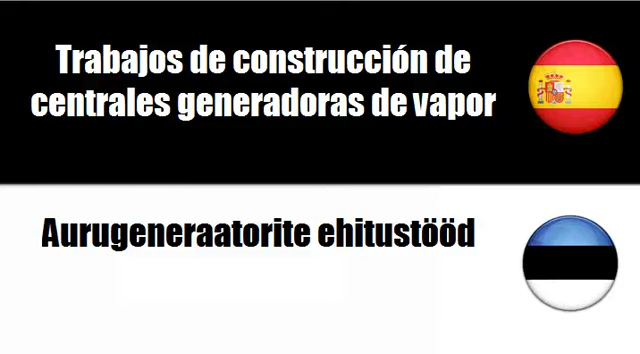 Trabajos de construcción de
centrales generadoras de vapor
Aurugeneraatorite ehitustööd